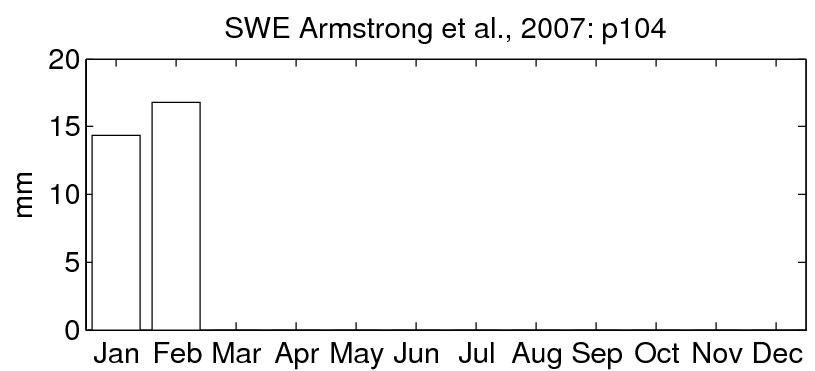 SWE Armstrong et al., 2007: p104
20
15
10
5
0
mm
Jan Feb Mar Apr May Jun Jul Aug Sep Oct Nov Dec